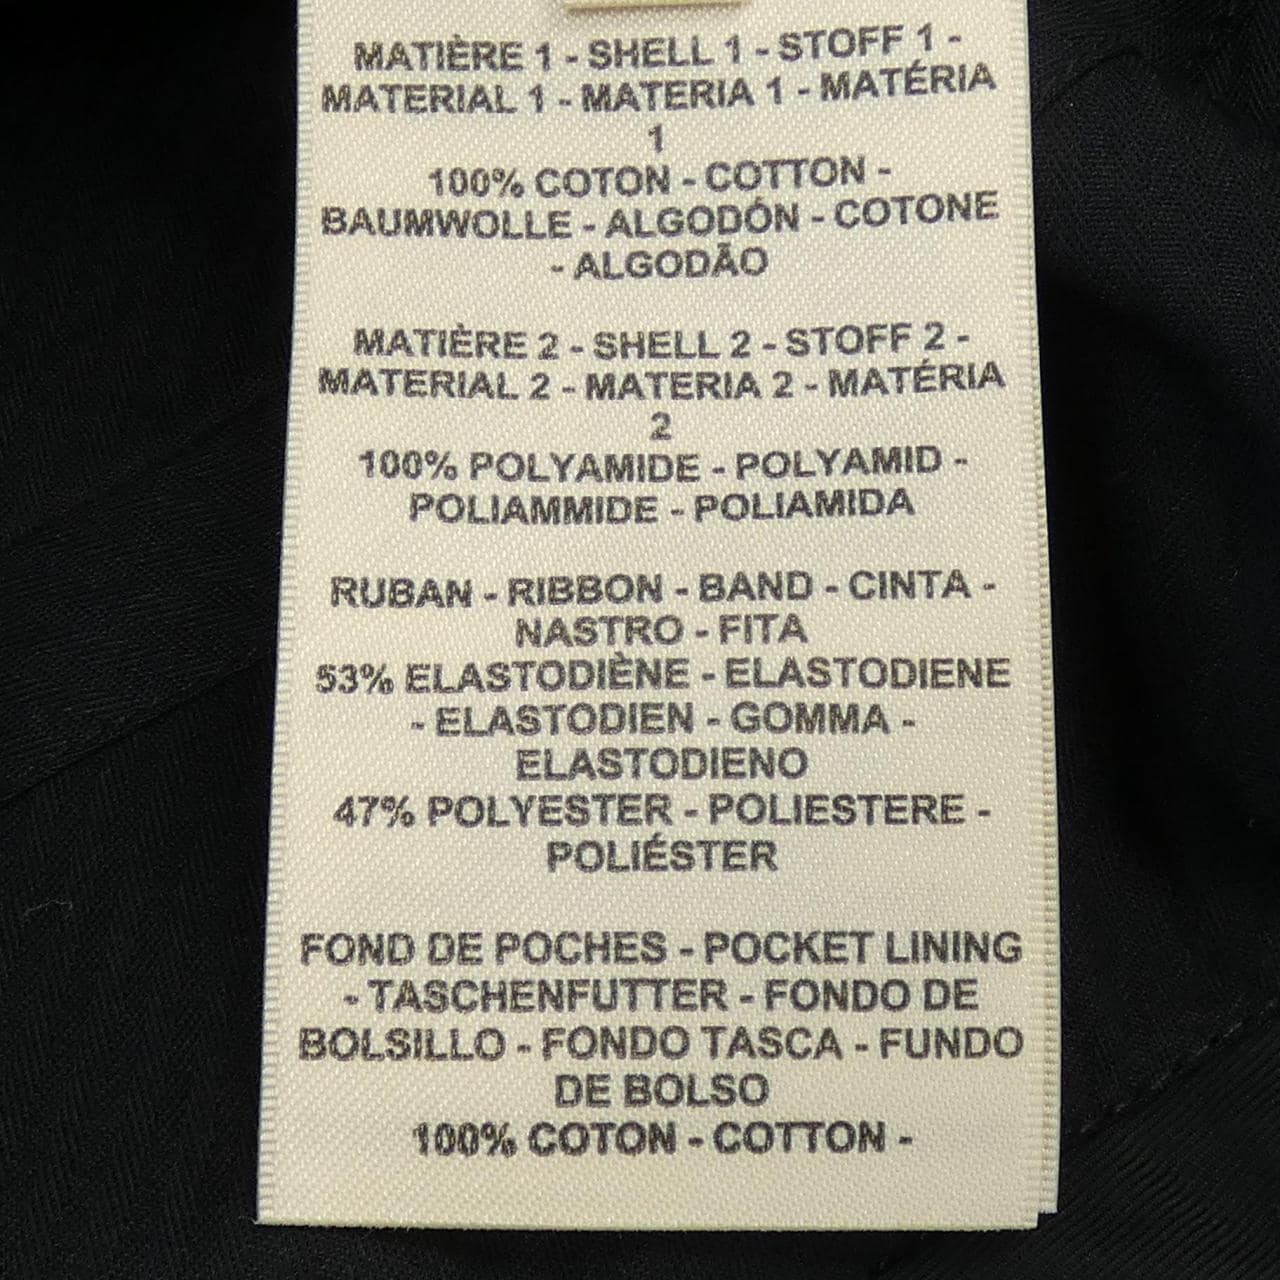 MATIÈRE 1 - SHELL 1 - STOFF 1 -
MATERIAL 1 - MATERIA 1 - MATÉRIA
1
100% COTON - COTTON -
BAUMWOLLE - ALGODÓN - COTONE
- ALGODÃO
MATIÈRE 2 - SHELL 2 - STOFF 2 -
MATERIAL 2 - MATERIA 2 - MATÉRIA
2
100% POLYAMIDE - POLYAMID -
POLIAMMIDE - POLIAMIDA
RUBAN - RIBBON - BAND - CINTA -
NASTRO - FITA
53% ELASTODIÈNE - ELASTODIENE
- ELASTODIEN - GOMMA -
ELASTODIENO
47% POLYESTER - POLIESTERE -
POLIÉSTER
FOND DE POCHES - POCKET LINING
- TASCHENFUTTER - FONDO DE
BOLSILLO - FONDO TASCA - FUNDO
DE BOLSO
100% COTON - COTTON -